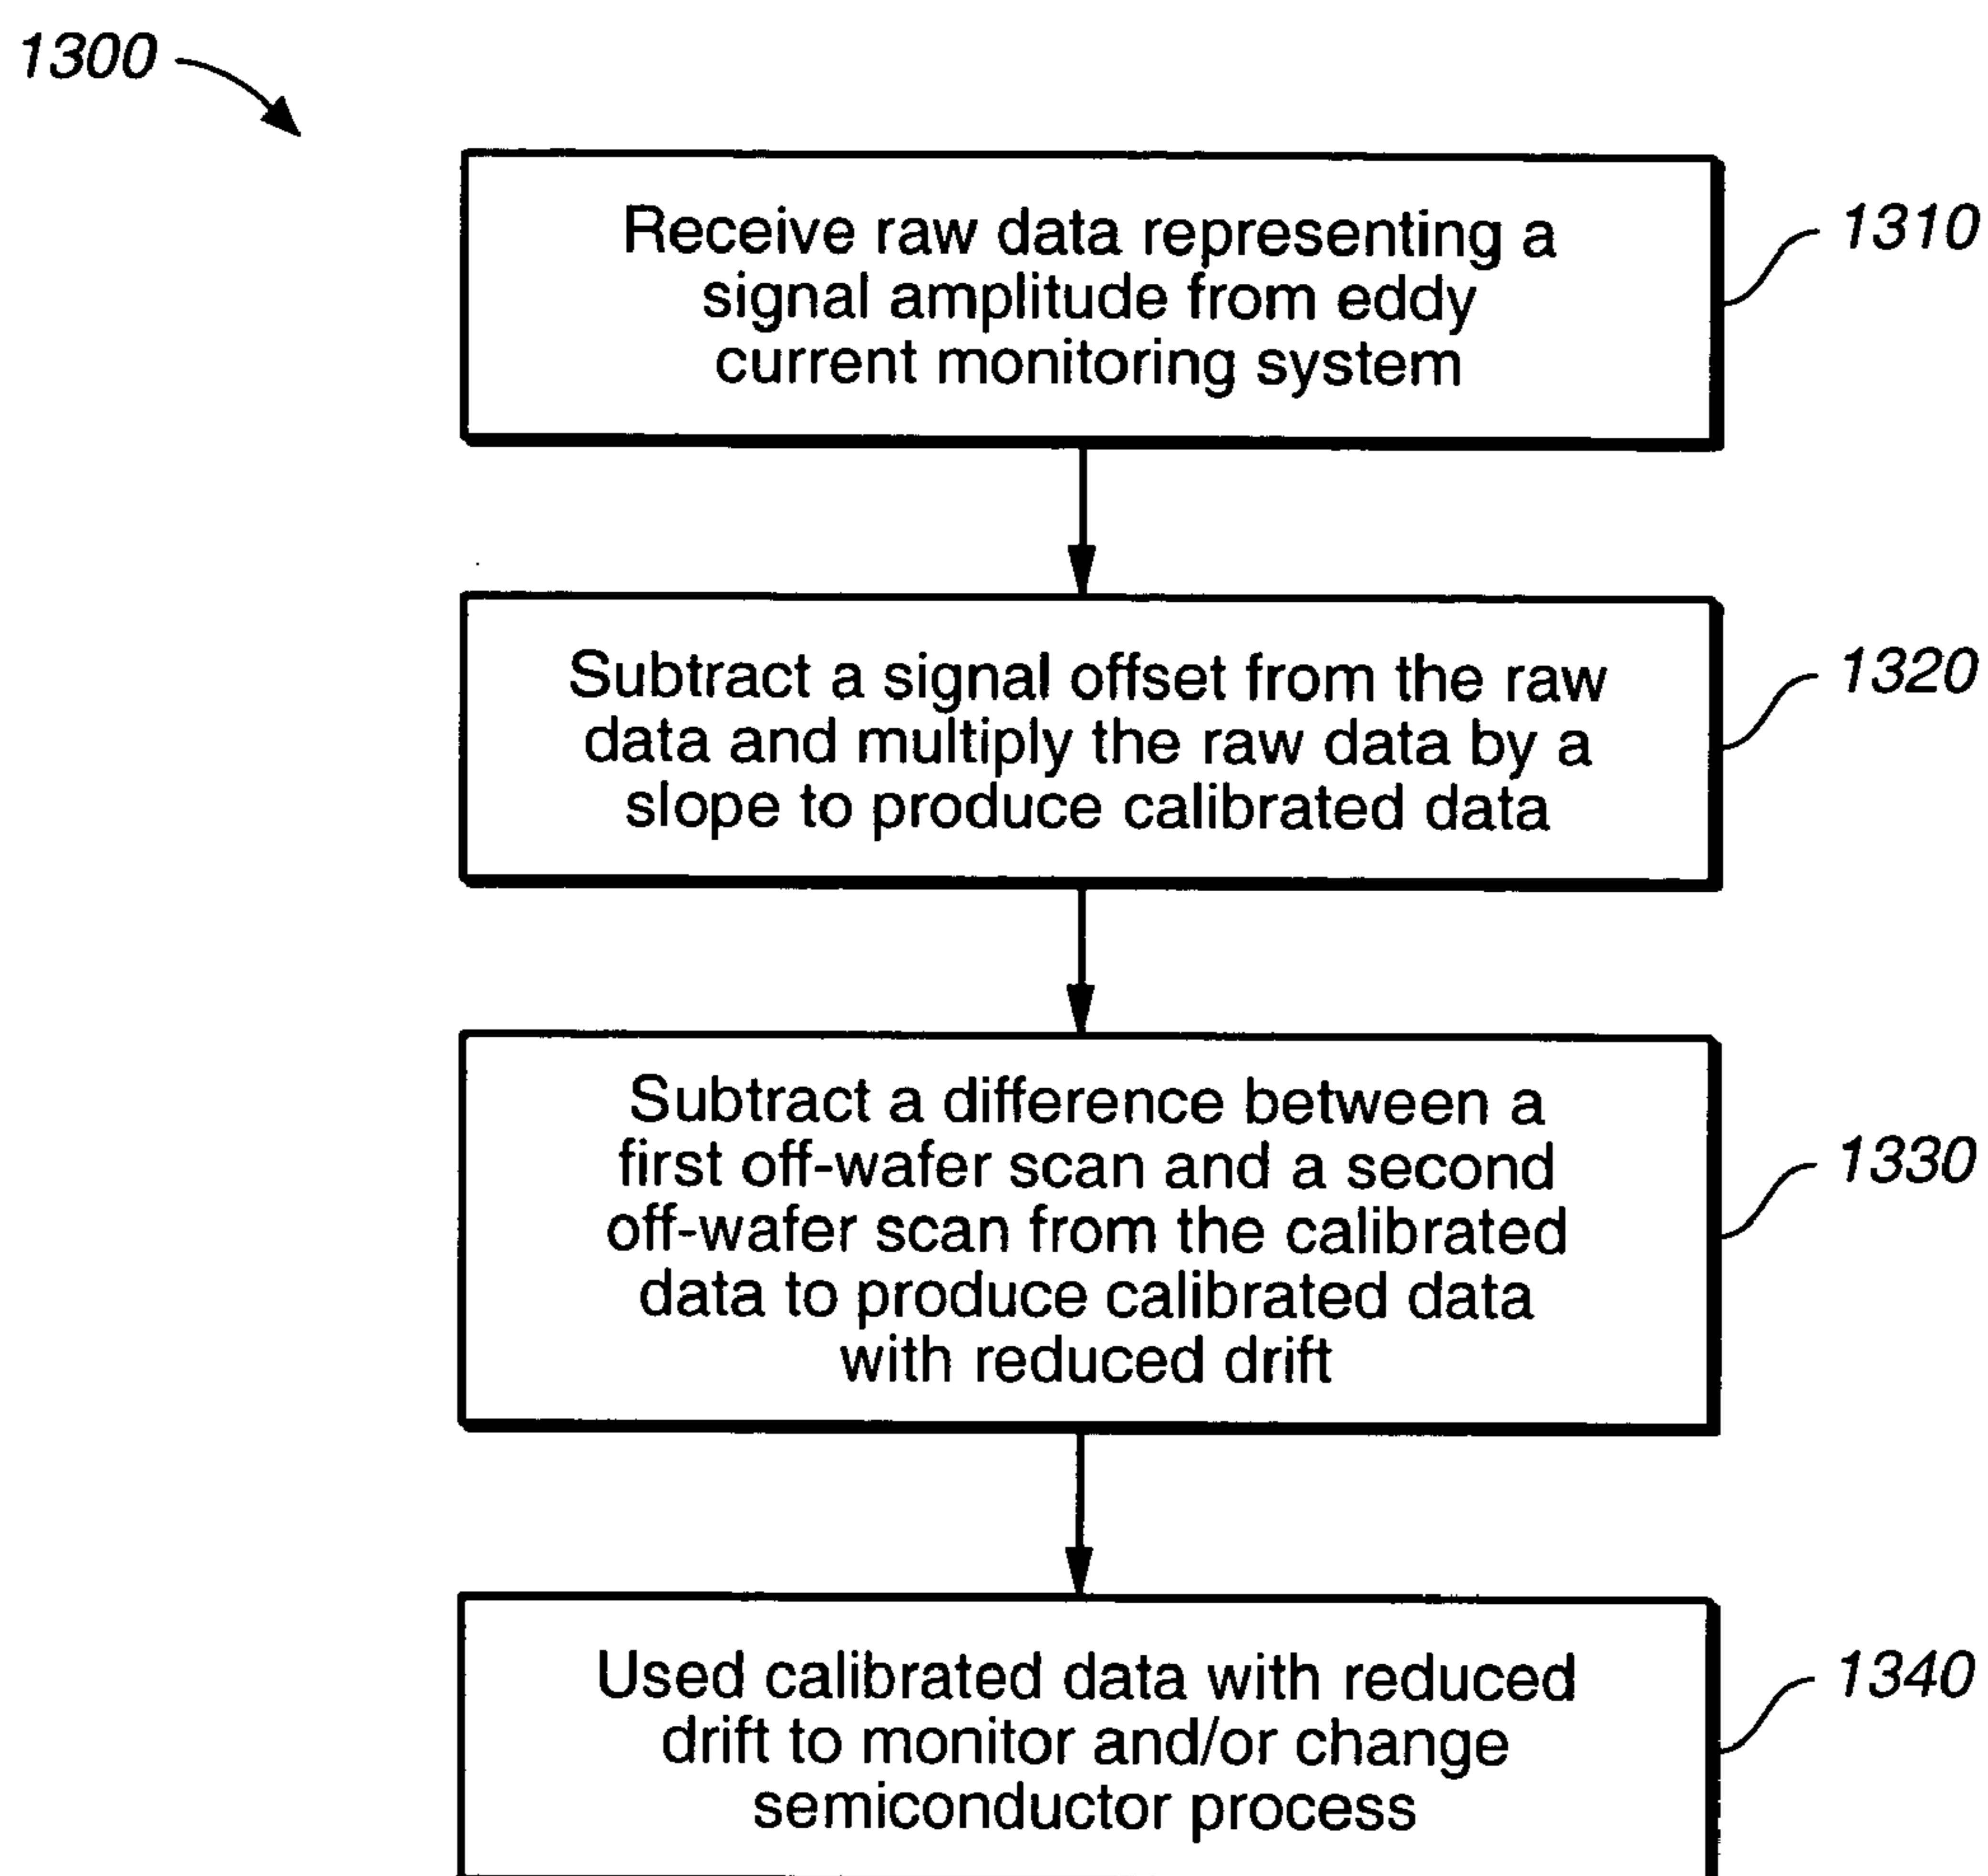 1300
Receive raw data representing a
signal amplitude from eddy
current monitoring system
1310
Subtract a signal offset from the raw
data and multiply the raw data by a
slope to produce calibrated data
1320
Subtract a difference between a
first off-wafer scan and a second
off-wafer scan from the calibrated
data to produce calibrated data
with reduced drift
1330
Used calibrated data with reduced
drift to monitor and/or change
semiconductor process
1340